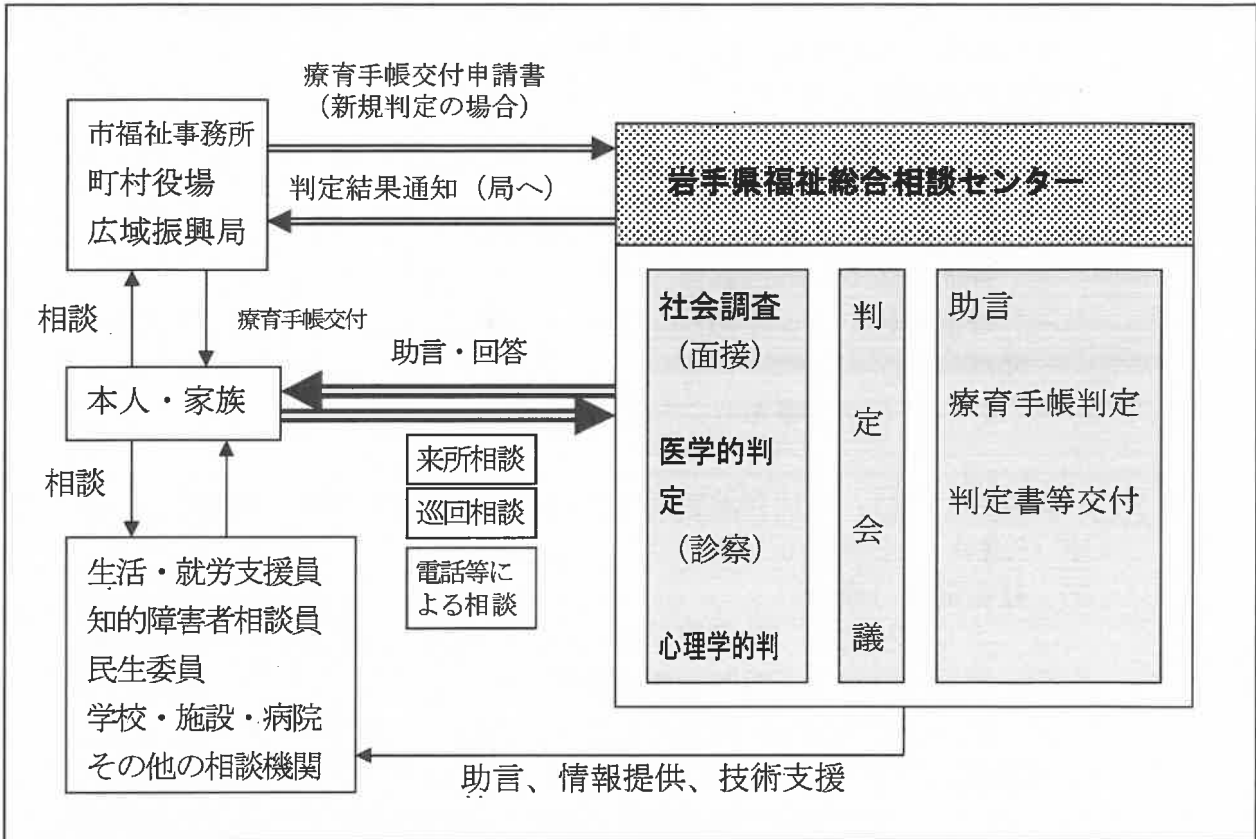 療育手帳交付申請書
（新規判定の場合）
市福祉事務所
町村役場
広域振興局
判定結果通知（局へ）
岩手県福祉総合相談センター
相談
療育手帳交付
助言・回答
本人・家族
相談
来所相談
巡回相談
電話等に
よる相談
社会調査
（面接）
医学的判
定
（診察）
心理学的判
判
定
会
議
助言
療育手帳判定
判定書等交付
生活・就労支援員
知的障害者相談員
民生委員
学校・施設・病院
その他の相談機関
助言、情報提供、技術支援